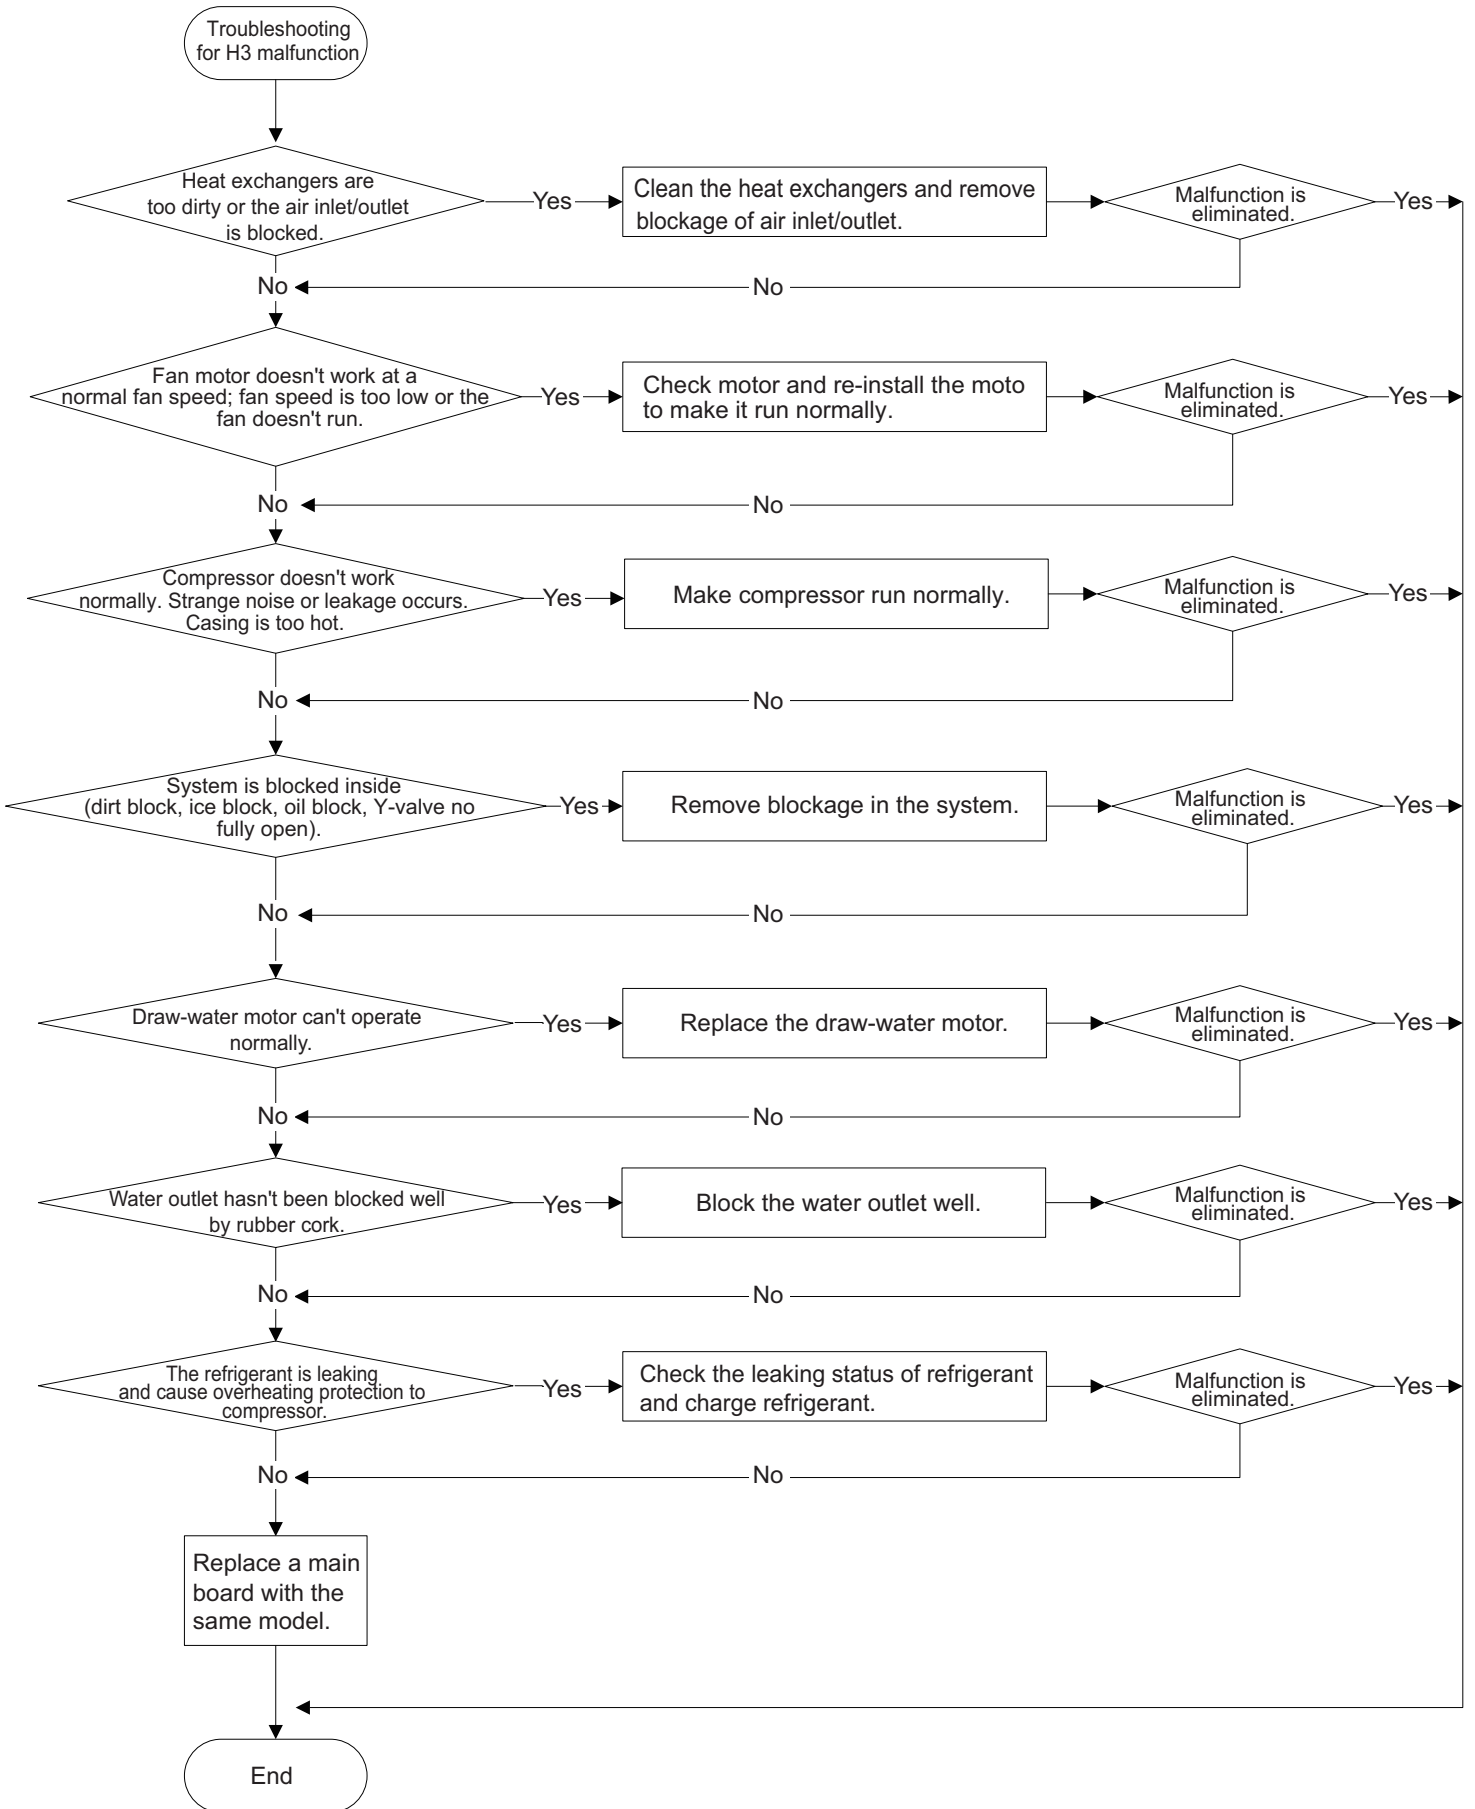 Troubleshooting
for H3 malfunction
Heat exchangers are
too dirty or the air inlet/outlet
is blocked.
Yes
Clean the heat exchangers and remove
blockage of air inlet/outlet.
Malfunction is
eliminated.
Yes
No
No
Fan motor doesn't work at a
normal fan speed; fan speed is too low or the
fan doesn't run.
Yes
Check motor and re-install the moto
to make it run normally.
Malfunction is
eliminated.
Yes
No
No
Compressor doesn't work
normally. Strange noise or leakage occurs.
Casing is too hot.
Yes
Make compressor run normally.
Malfunction is
eliminated.
Yes
No
No
System is blocked inside
(dirt block, ice block, oil block, Y-valve no
fully open).
Yes
Remove blockage in the system.
Malfunction is
eliminated.
Yes
No
No
Draw-water motor can't operate
normally.
Yes
Replace the draw-water motor.
Malfunction is
eliminated.
Yes
No
No
Water outlet hasn't been blocked well
by rubber cork.
Yes
Block the water outlet well.
Malfunction is
eliminated.
Yes
No
No
The refrigerant is leaking
and cause overheating protection to
compressor.
Yes
Check the leaking status of refrigerant
and charge refrigerant.
Malfunction is
eliminated.
Yes
No
No
Replace a main
board with the
same model.
End